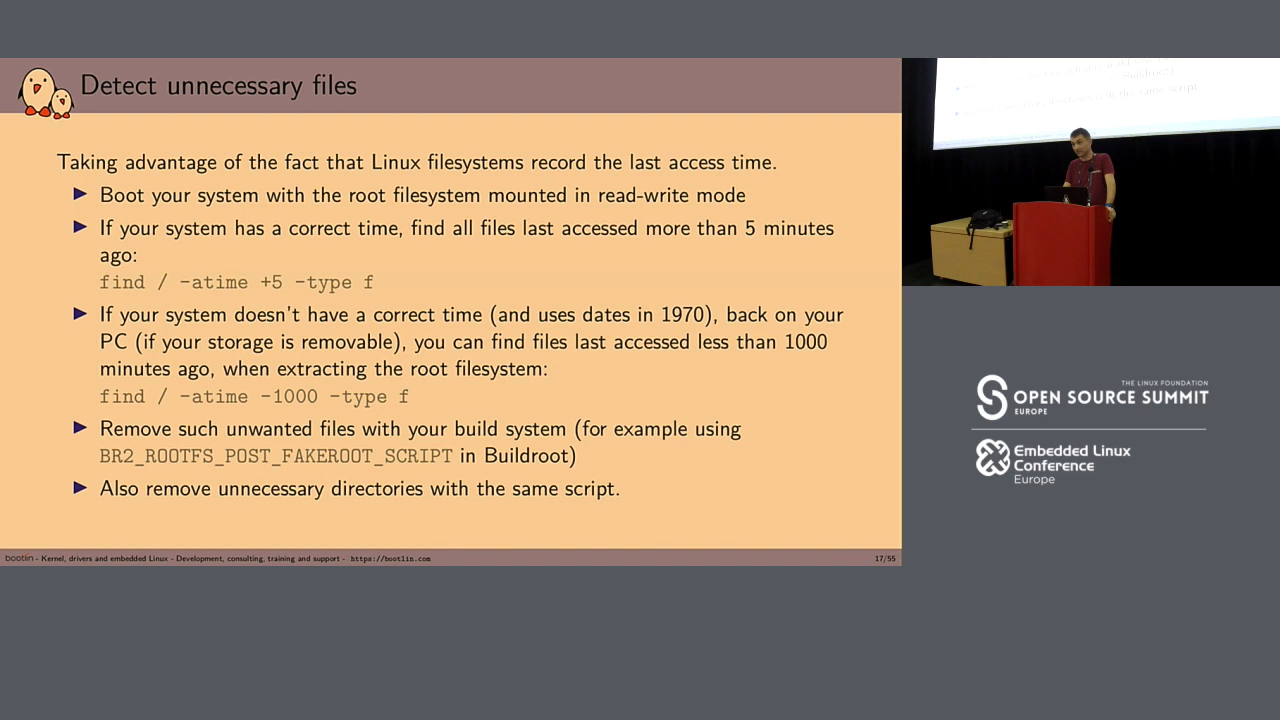 Detect unnecessary files
Taking advantage of the fact that Linux filesystems record the last access time.
Boot your system with the root filesystem mounted in read-write mode
If your system has a correct time, find all files last accessed more than 5 minutes
ago:
find / -atime +5 -type f
If your system doesn't have a correct time (and uses dates in 1970), back on your
PC (if your storage is removable), you can find files last accessed less than 1000
minutes ago, when extracting the root filesystem:
find / -atime -1000 -type f
Remove such unwanted files with your build system (for example using
BR2_ROOTFS_POST_FAKEROOT_SCRIPT in Buildroot)
Also remove unnecessary directories with the same script.
bootlin - Kernel, drivers and embedded Linux - Development, consulting, training and support - https://bootlin.com
17/55
in Buildroot)
with the same script.
THE LINUX FOUNDATION
OPEN SOURCE SUMMIT
EUROPE
Embedded Linux
Conference
Europe